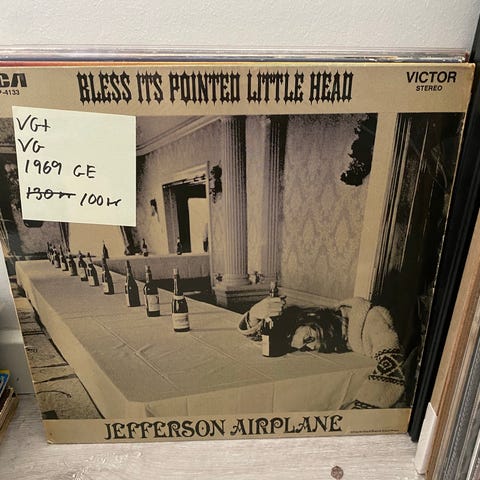 RCA
P-4133
BLESS ITS POINTED LITTLE HEAD
VICTOR
STEREO
VG+
VG
1969 GE
130kr 100kr
JEFFERSON AIRPLANE